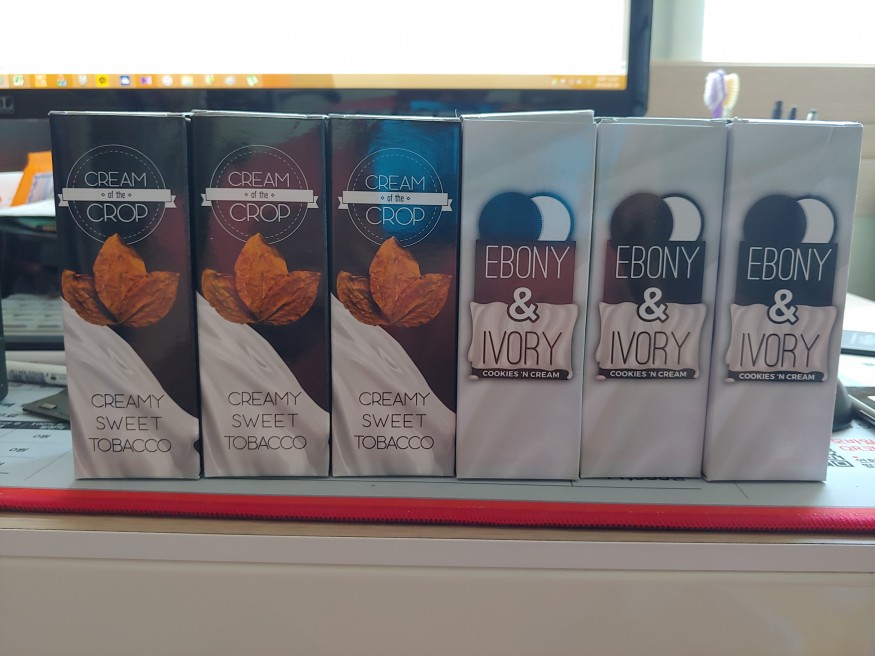 CREAM
of the
CROP
CREAMY
SWEET
TOBACCO
CREAM
of the
CROP
CREAMY
SWEET
TOBACCO
CREAM
of the
CROP
CREAMY
SWEET
TOBACCO
EBONY
&
IVORY
COOKIES 'N CREAM
EBONY
&
IVORY
COOKIES 'N CREAM
EBONY
&
IVORY
COOKIES 'N CREAM